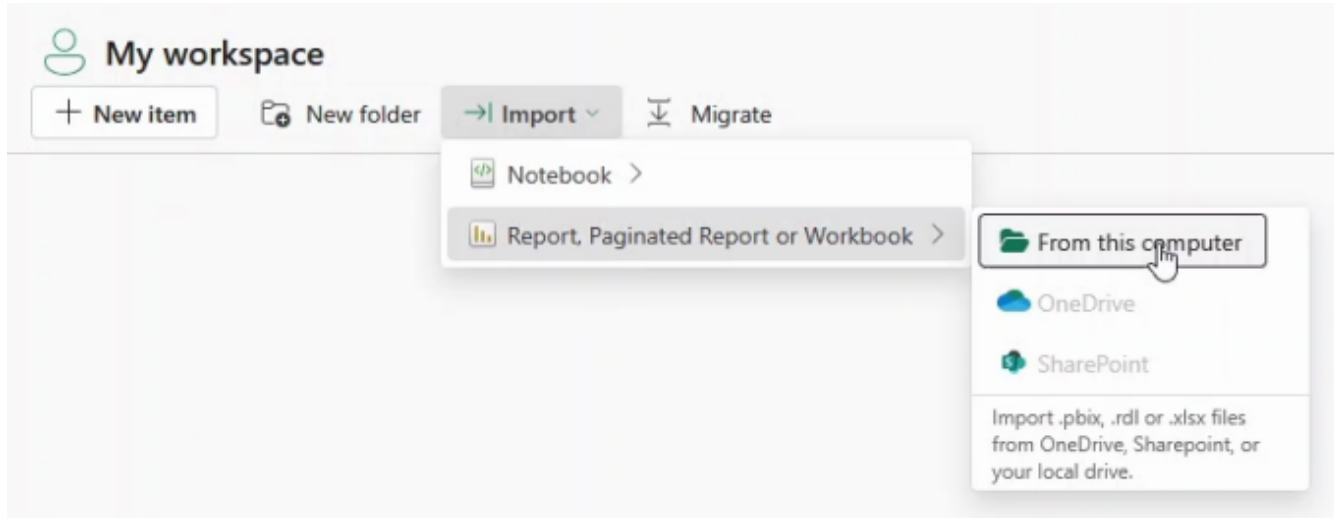 My workspace
New item New folder Import Migrate
Notebook
Report, Paginated Report or Workbook
From this computer
OneDrive
SharePoint
Import .pbix, .rdl or .xlsx files
from OneDrive, Sharepoint, or
your local drive.